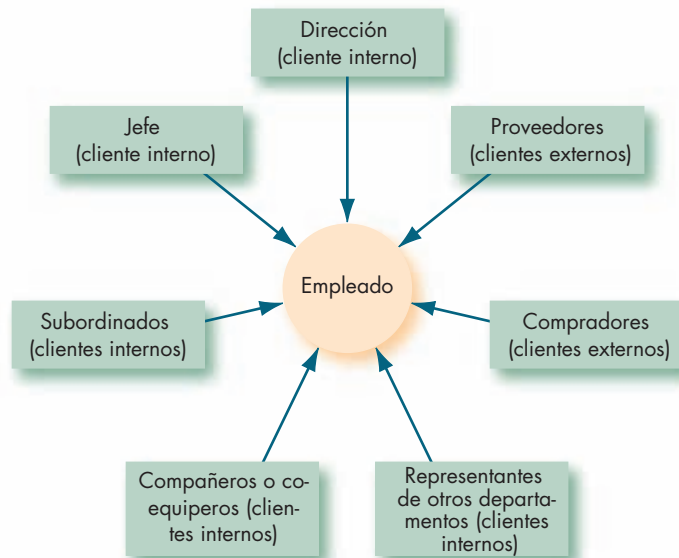 Dirección
(cliente interno)
Jefe
(cliente interno)
Proveedores
(clientes externos)
Empleado
Subordinados
(clientes internos)
Compradores
(clientes externos)
Compañeros o co-
equiperos (clien-
tes internos)
Representantes
de otros departa-
mentos (clientes
internos)